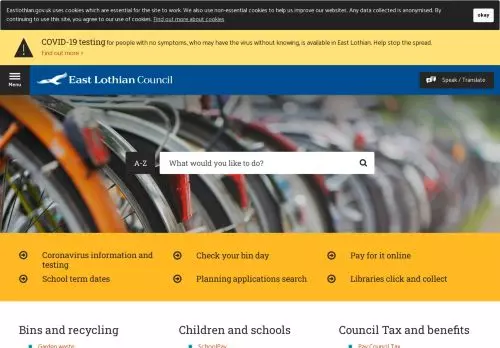 Eastlothian.gov.uk uses cookies which are essential for the site to work. We also use non-essential cookies to help us improve our websites. Any data collected is anonymised. By
continuing to use this site, you agree to our use of cookies. Find out more about cookies
okay
COVID-19 testing for people with no symptoms, who may have the virus without knowing, is available in East Lothian. Help stop the spread.
Find out more >
Menu
East Lothian Council
Speak / Translate
A-Z
What would you like to do?
Coronavirus information and testing
Check your bin day
Pay for it online
School term dates
Planning applications search
Libraries click and collect
Bins and recycling
Children and schools
Council Tax and benefits
Garden waste
SchoolPay
Pay Council Tax